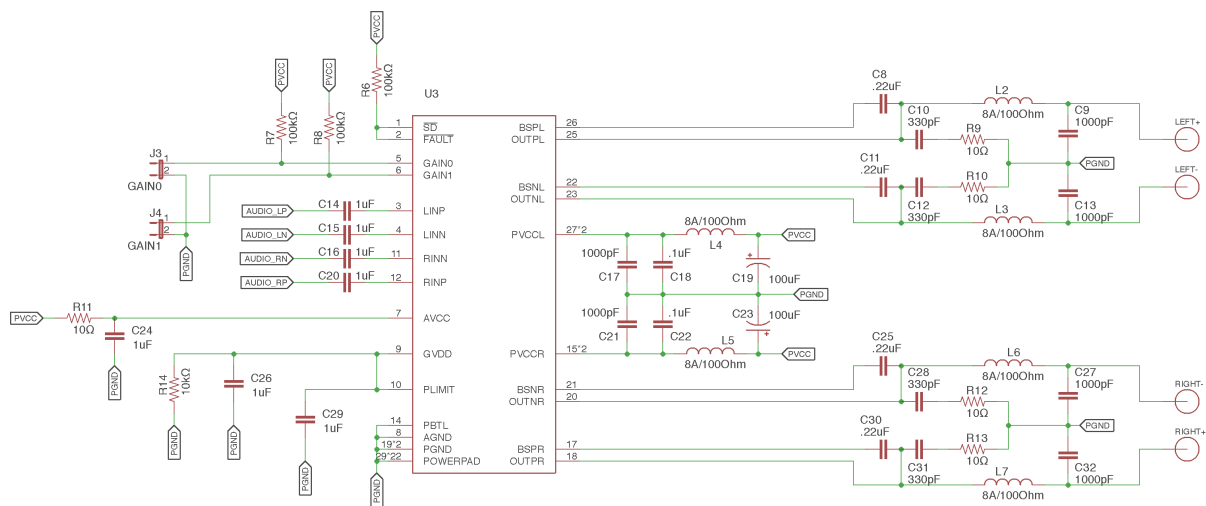 PVCC
PVCC
PVCC
R6
100kΩ
R7
100kΩ
R8
100kΩ
U3
J3
1
2
GAIN0
J4
1
2
GAIN1
PGND
1
SD
2
FAULT
5
GAIN0
6
GAIN1
AUDIO_LP
C14
1uF
3
LINP
AUDIO_LN
C15
1uF
4
LINN
AUDIO_RN
C16
1uF
11
RINN
AUDIO_RP
C20
1uF
12
RINP
PVCC
R11
10Ω
C24
1uF
PGND
7
AVCC
9
GVDD
R14
10kΩ
PGND
C26
1uF
PGND
10
PLIMIT
C29
1uF
PGND
14
PBTL
8
AGND
19*2
PGND
29*22
POWERPAD
PGND
BSPL
26
OUTPL
25
BSNL
22
OUTNL
23
PVCCL
27*2
PVCCR
15*2
BSNR
21
OUTNR
20
BSPR
17
OUTPR
18
C8
.22uF
C10
330pF
L2
8A/100Ohm
R9
10Ω
C9
1000pF
LEFT+
PGND
C11
.22uF
C12
330pF
R10
10Ω
L3
8A/100Ohm
C13
1000pF
LEFT-
8A/100Ohm
L4
PVCC
1000pF
C17
.1uF
C18
C19
100uF
PGND
1000pF
C21
.1uF
C22
C23
100uF
L5
8A/100Ohm
PVCC
C25
.22uF
C28
330pF
L6
8A/100Ohm
R12
10Ω
C27
1000pF
RIGHT-
PGND
C30
.22uF
C31
330pF
R13
10Ω
L7
8A/100Ohm
C32
1000pF
RIGHT+